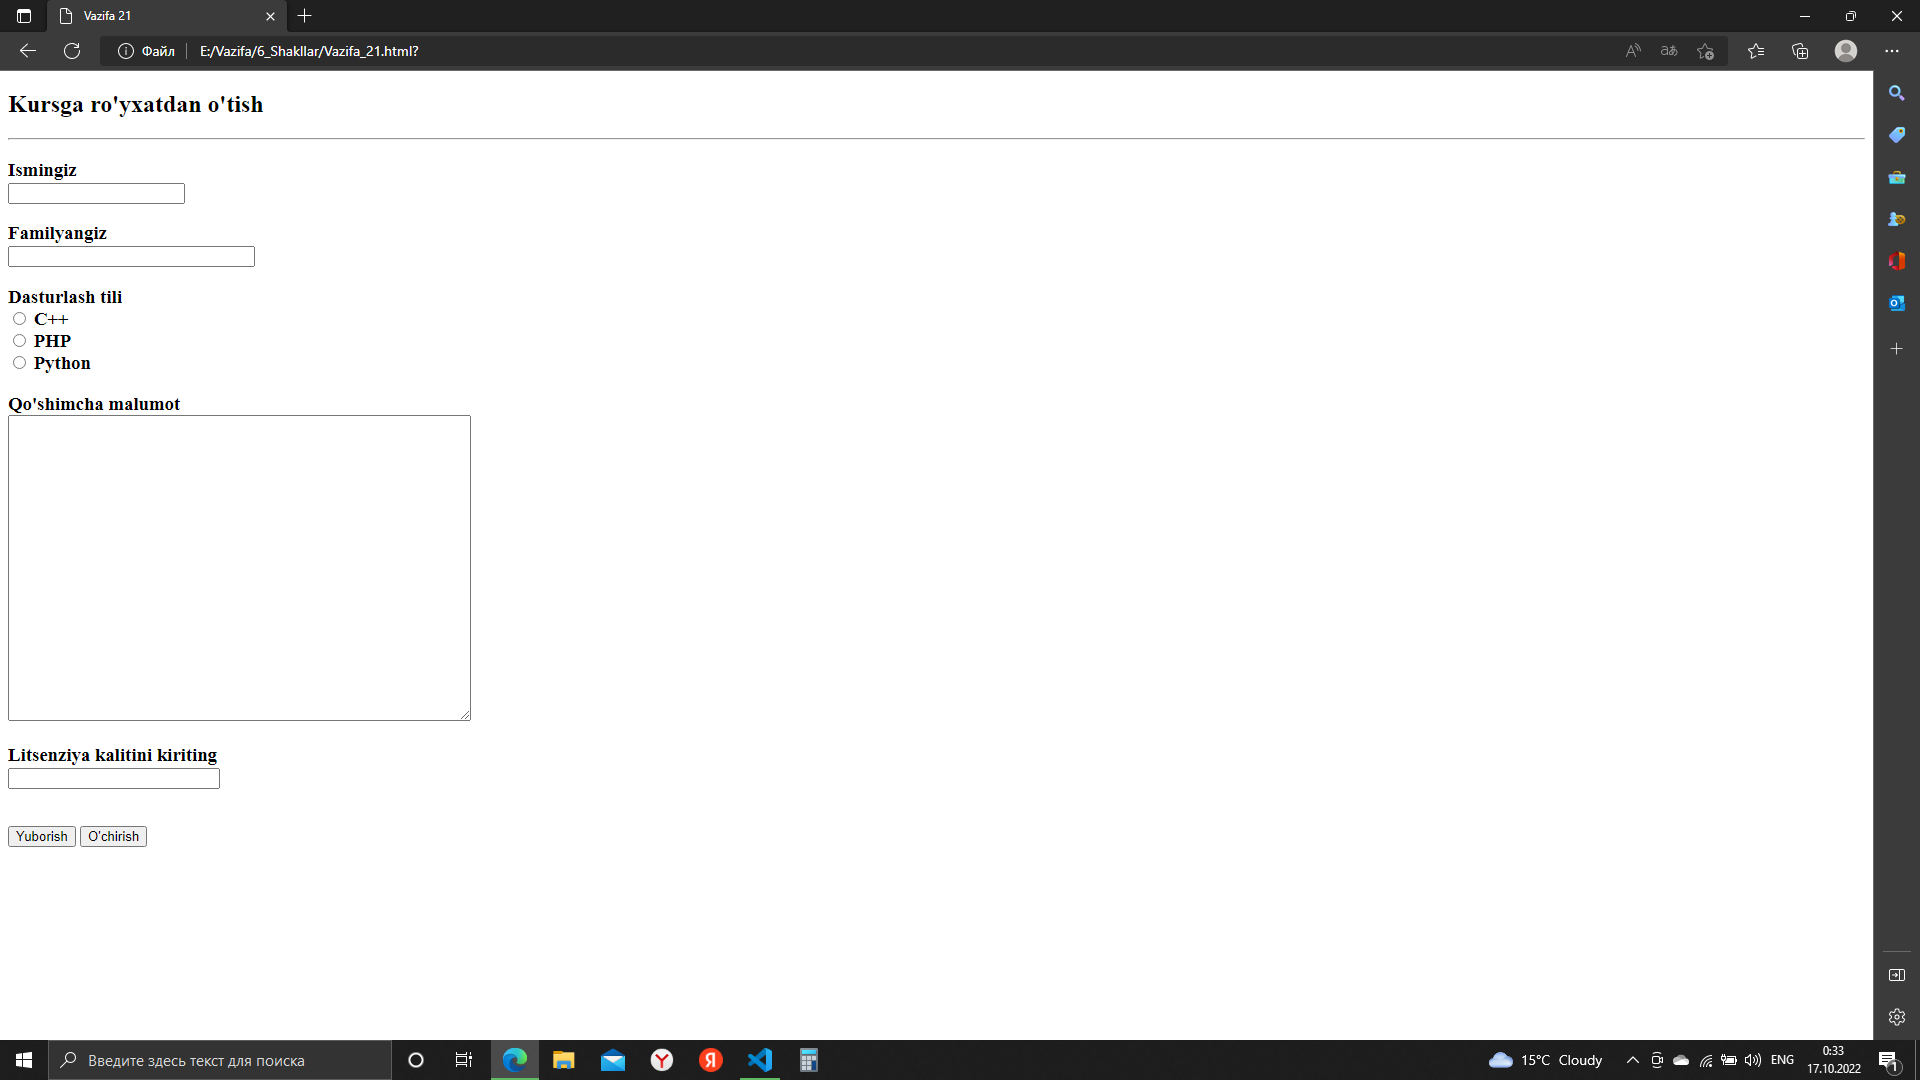 Vazifa 21
Файл
E:/Vazifa/6_Shakllar/Vazifa_21.html?
Kursga ro'yxatdan o'tish
Ismingiz
Familyangiz
Dasturlash tili
C++
PHP
Python
Qo'shimcha malumot
Litsenziya kalitini kiriting
Yuborish O'chirish
Введите здесь текст для поиска
15°C Cloudy
ENG
0:33
17.10.2022
1